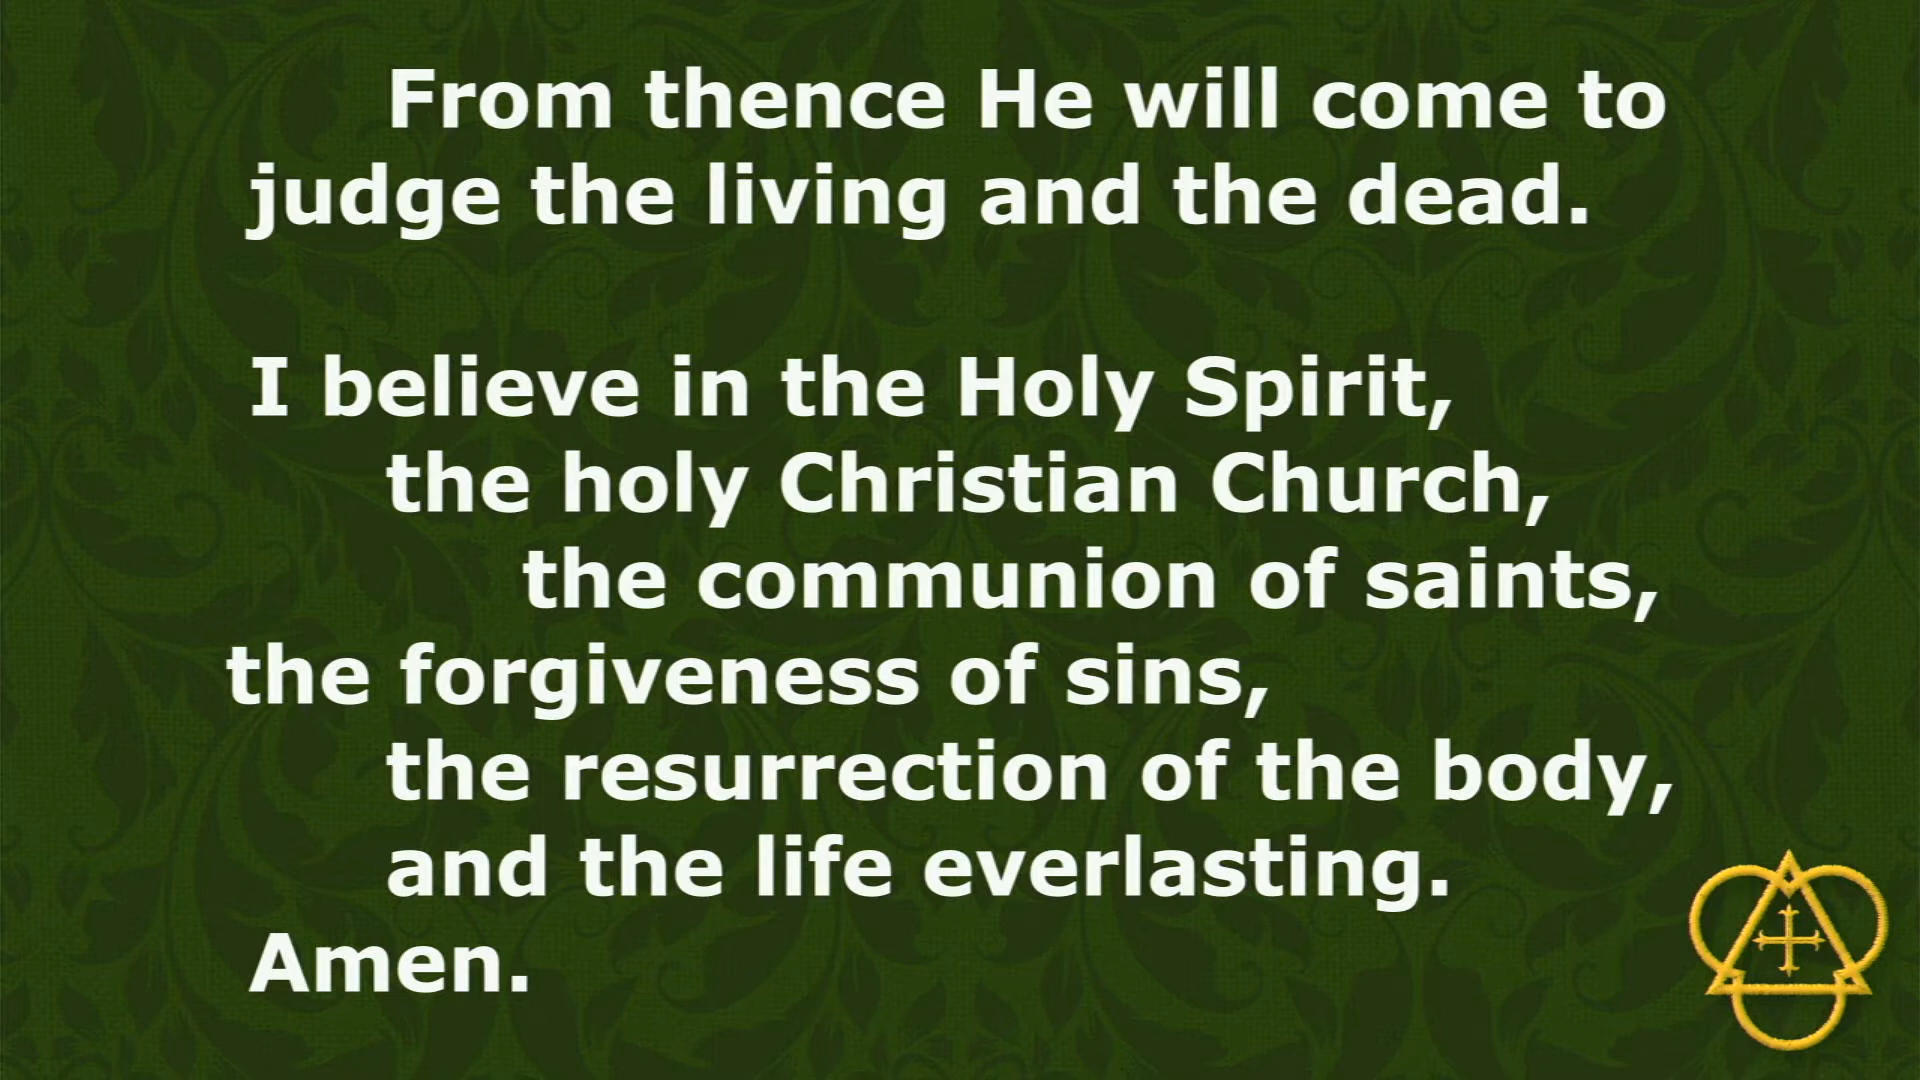 From thence He will come to
judge the living and the dead.
I believe in the Holy Spirit,
the holy Christian Church,
the communion of saints,
the forgiveness of sins,
the resurrection of the body,
and the life everlasting.
Amen.